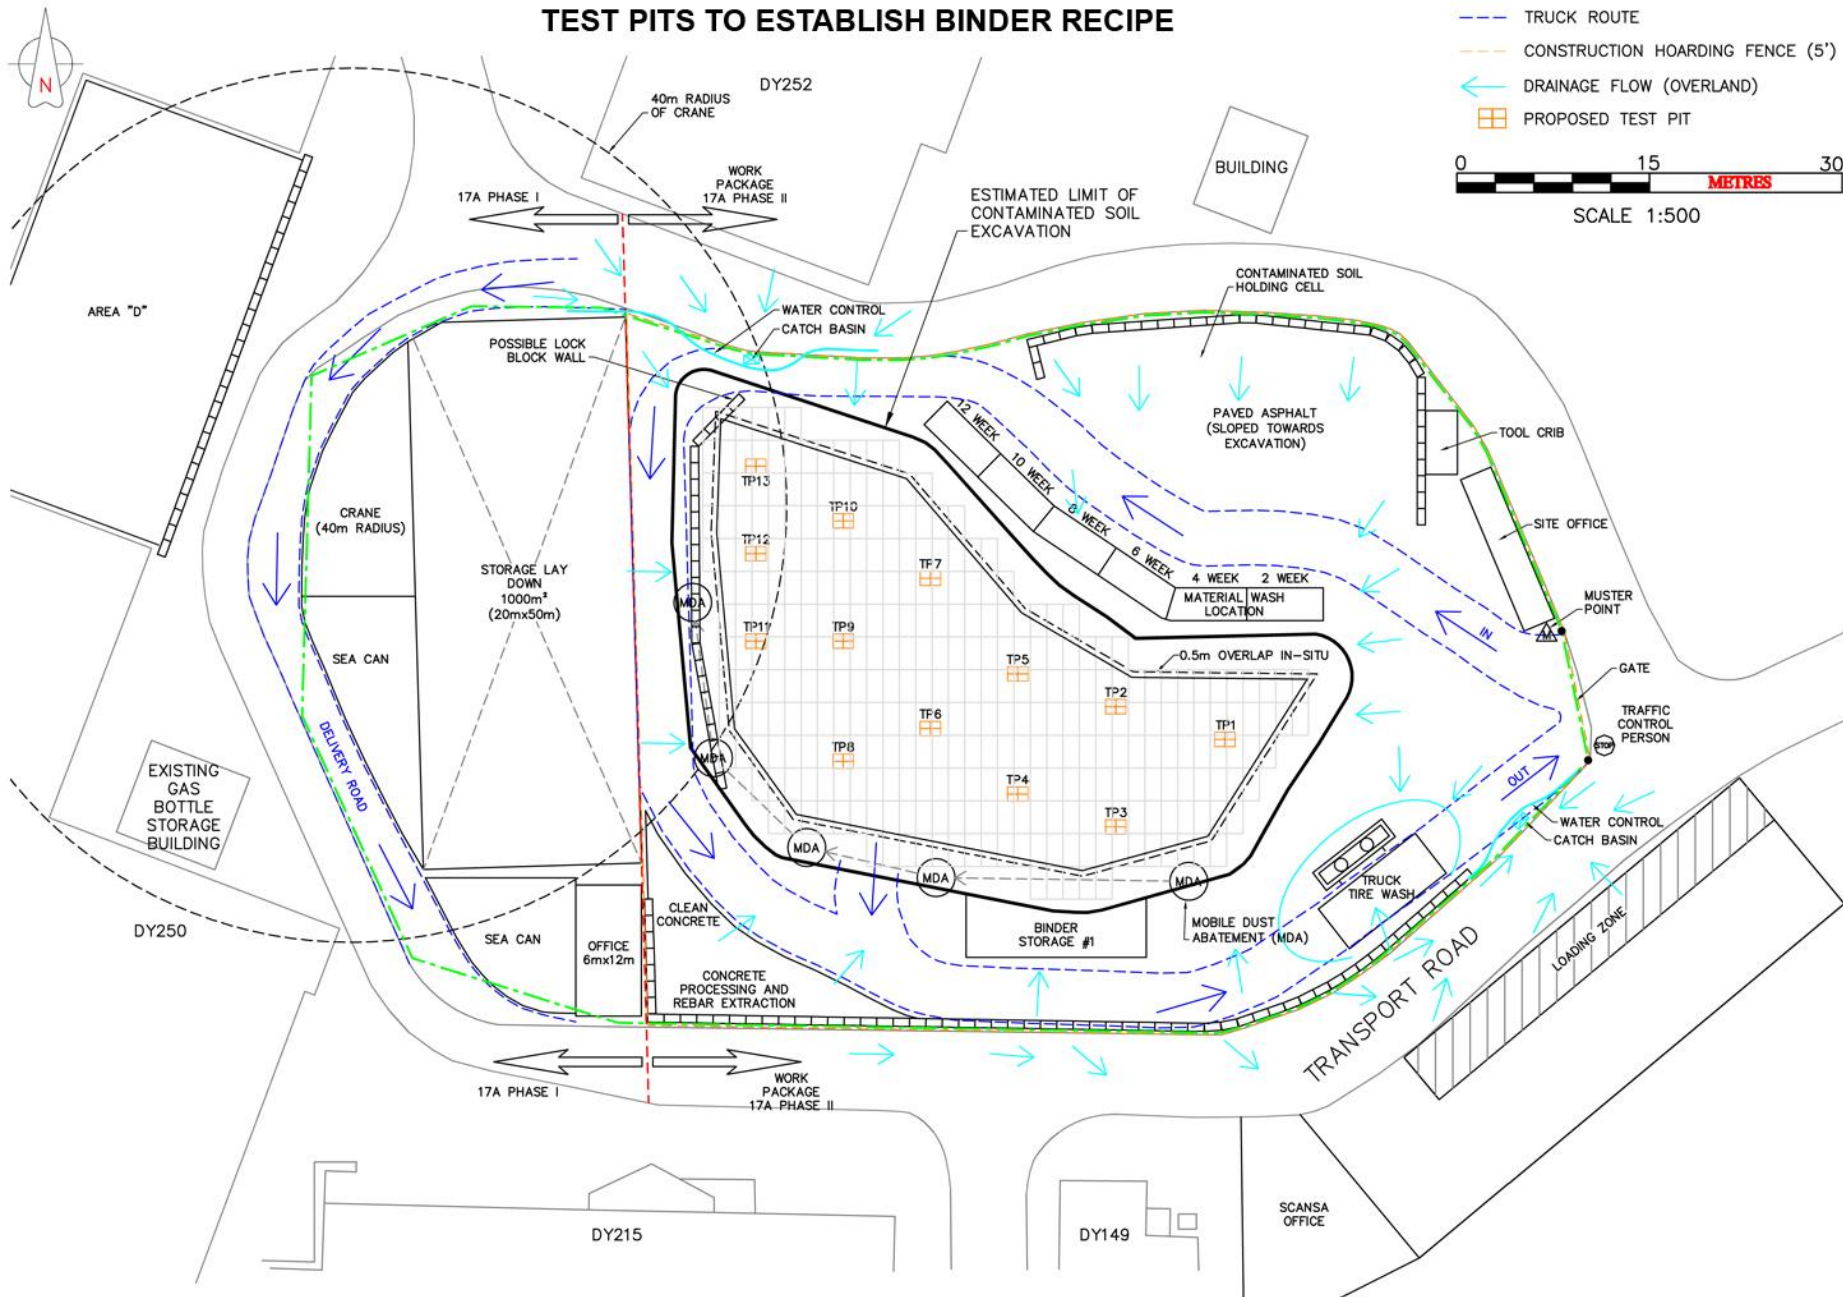 TEST PITS TO ESTABLISH BINDER RECIPE
TRUCK ROUTE
CONSTRUCTION HOARDING FENCE (5')
DRAINAGE FLOW (OVERLAND)
PROPOSED TEST PIT
0 15 30
METRES
SCALE 1:500
N
DY252
40m RADIUS
OF CRANE
BUILDING
17A PHASE I
WORK
PACKAGE
17A PHASE II
ESTIMATED LIMIT OF
CONTAMINATED SOIL
EXCAVATION
AREA "D"
CONTAMINATED SOIL
HOLDING CELL
WATER CONTROL
CATCH BASIN
POSSIBLE LOCK
BLOCK WALL
PAVED ASPHALT
(SLOPED TOWARDS
EXCAVATION)
TOOL CRIB
SITE OFFICE
12 WEEK
10 WEEK
8 WEEK
6 WEEK
4 WEEK
2 WEEK
MATERIAL WASH
LOCATION
CRANE
(40m RADIUS)
STORAGE LAY
DOWN
1000m²
(20mx50m)
SEA CAN
TP13
TP10
TP12
TP7
TP11
TP9
TP5
TP2
TP6
TP1
TP8
TP4
TP3
MDA
MDA
MDA
MDA
MDA
0.5m OVERLAP IN-SITU
MUSTER
POINT
M
IN
GATE
TRAFFIC
CONTROL
PERSON
STOP
OUT
WATER CONTROL
CATCH BASIN
DELIVERY ROAD
EXISTING
GAS
BOTTLE
STORAGE
BUILDING
DY250
SEA CAN
OFFICE
6mx12m
CLEAN
CONCRETE
CONCRETE
PROCESSING AND
REBAR EXTRACTION
BINDER
STORAGE #1
MOBILE DUST
ABATEMENT (MDA)
TRUCK
TIRE WASH
LOADING ZONE
TRANSPORT ROAD
17A PHASE I
WORK
PACKAGE
17A PHASE II
DY215
DY149
SCANSA
OFFICE